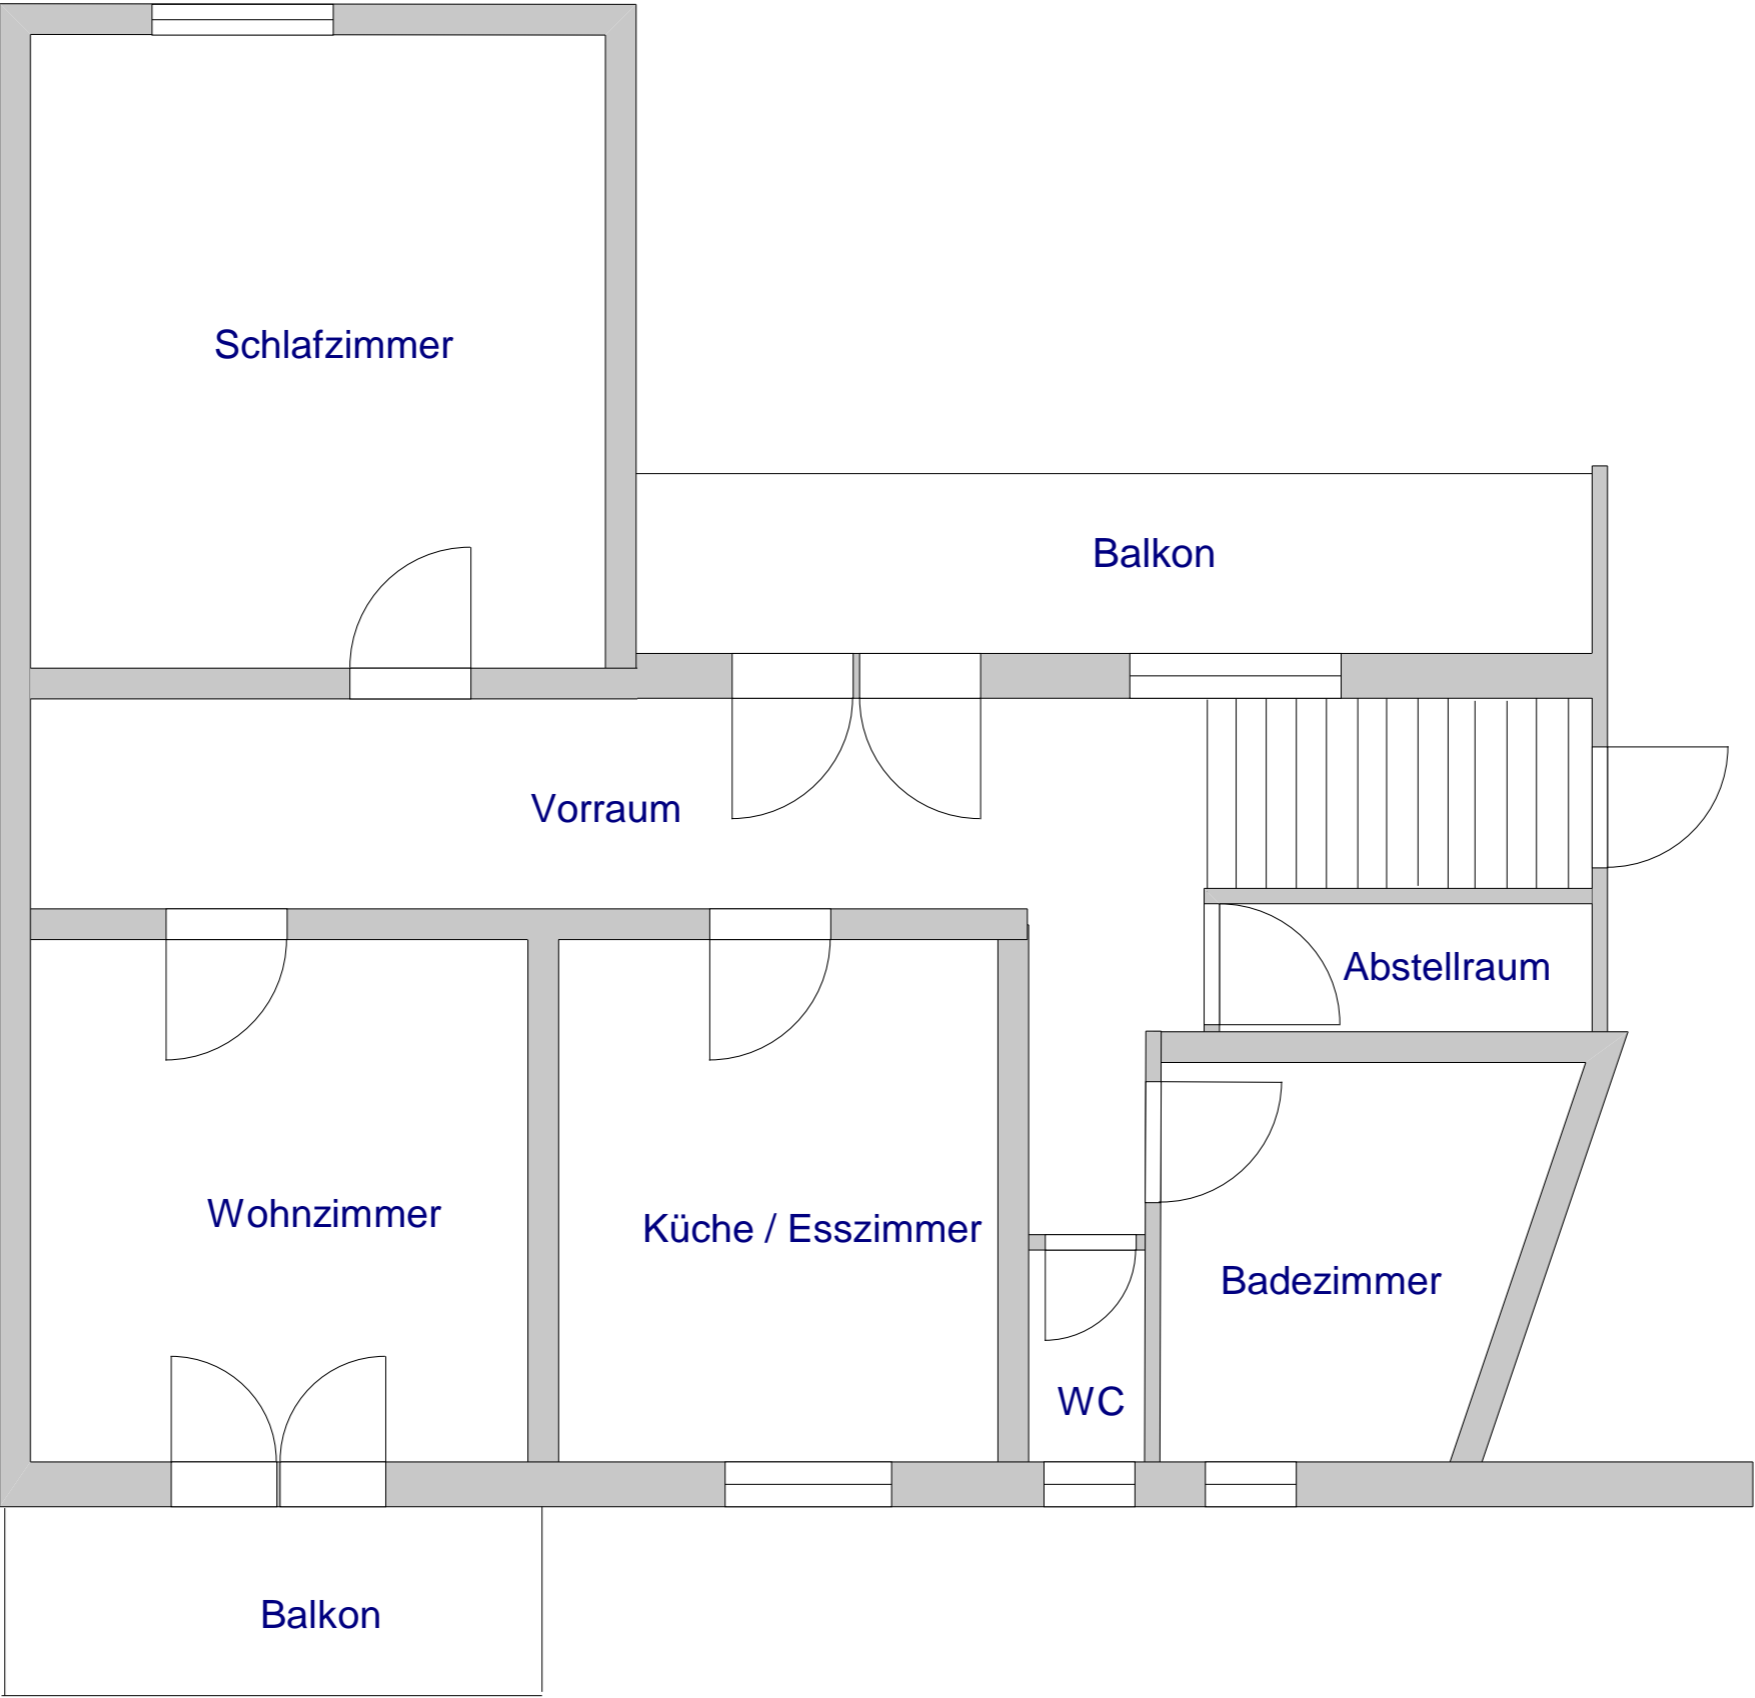 Schlafzimmer
Balkon
Vorraum
Abstellraum
Wohnzimmer
Küche / Esszimmer
Badezimmer
WC
Balkon